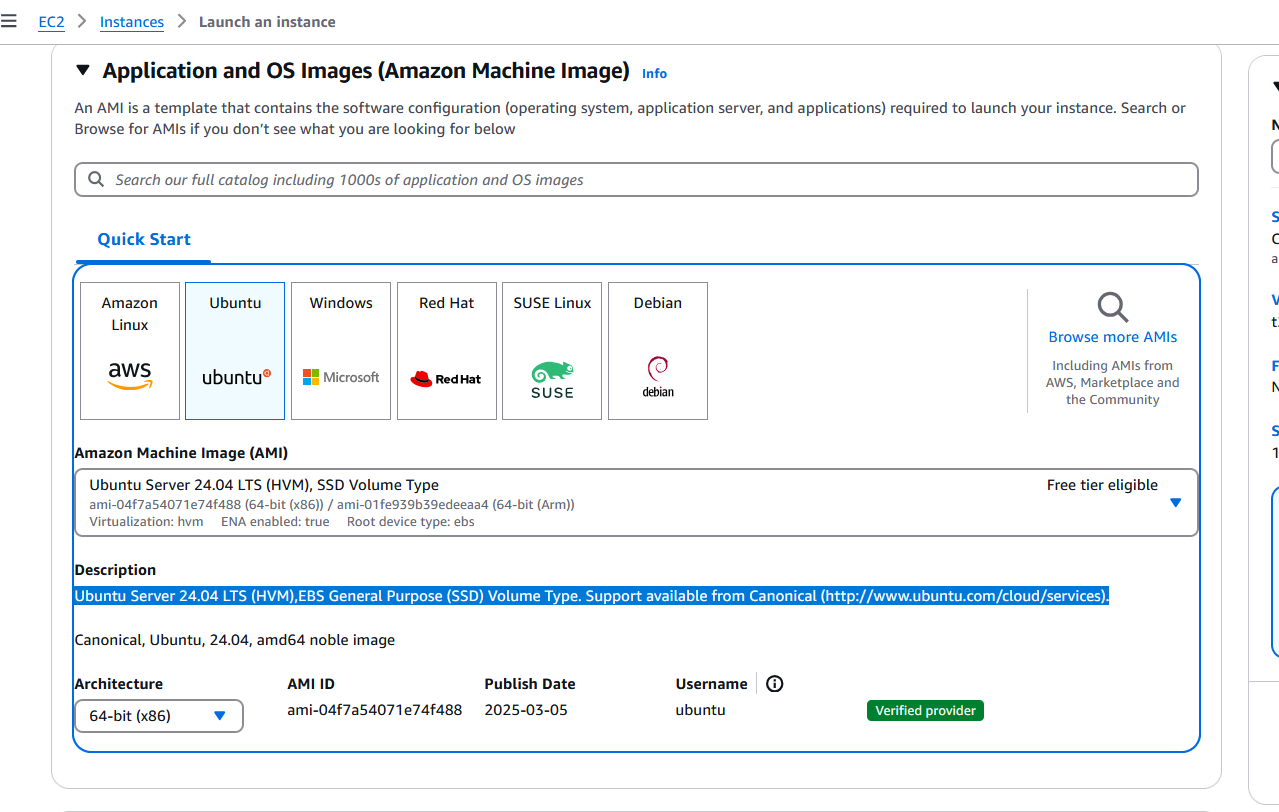 EC2 > Instances > Launch an instance
Application and OS Images (Amazon Machine Image) Info
An AMI is a template that contains the software configuration (operating system, application server, and applications) required to launch your instance. Search or
Browse for AMIs if you don’t see what you are looking for below
Search our full catalog including 1000s of application and OS images
Quick Start
Amazon
Linux
aws
Ubuntu
ubuntu
Windows
Microsoft
Red Hat
Red Hat
SUSE Linux
SUSE
Debian
debian
Browse more AMIs
Including AMIs from
AWS, Marketplace and
the Community
Amazon Machine Image (AMI)
Ubuntu Server 24.04 LTS (HVM), SSD Volume Type
Free tier eligible
ami-04f7a54071e74f488 (64-bit (x86)) / ami-01fe939b39edeeaa4 (64-bit (Arm))
Virtualization: hvm ENA enabled: true Root device type: ebs
Description
Ubuntu Server 24.04 LTS (HVM),EBS General Purpose (SSD) Volume Type. Support available from Canonical (http://www.ubuntu.com/cloud/services).
Canonical, Ubuntu, 24.04, amd64 noble image
Architecture
64-bit (x86)
AMI ID
ami-04f7a54071e74f488
Publish Date
2025-03-05
Username
ubuntu
Verified provider